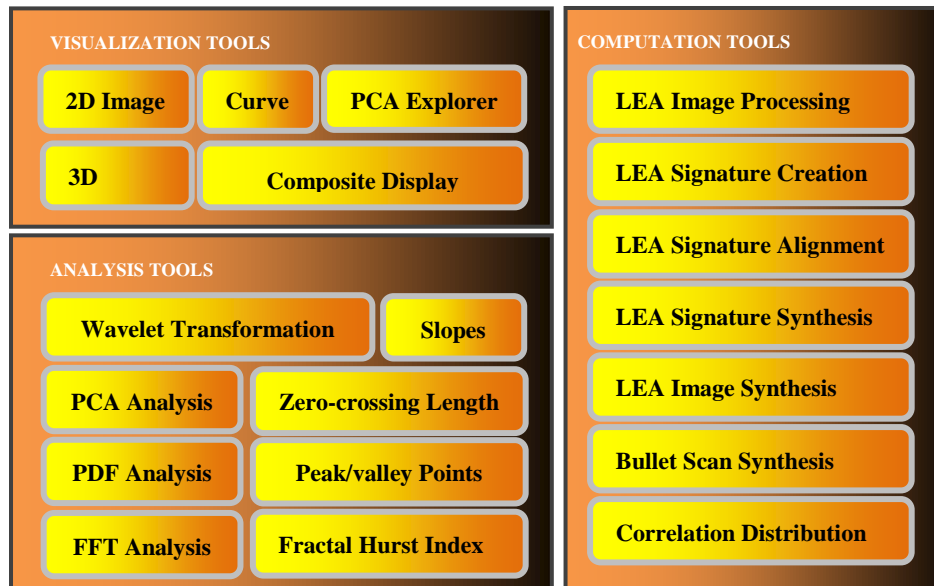 VISUALIZATION TOOLS
2D Image
Curve
PCA Explorer
3D
Composite Display
ANALYSIS TOOLS
Wavelet Transformation
Slopes
PCA Analysis
Zero-crossing Length
PDF Analysis
Peak/valley Points
FFT Analysis
Fractal Hurst Index
COMPUTATION TOOLS
LEA Image Processing
LEA Signature Creation
LEA Signature Alignment
LEA Signature Synthesis
LEA Image Synthesis
Bullet Scan Synthesis
Correlation Distribution